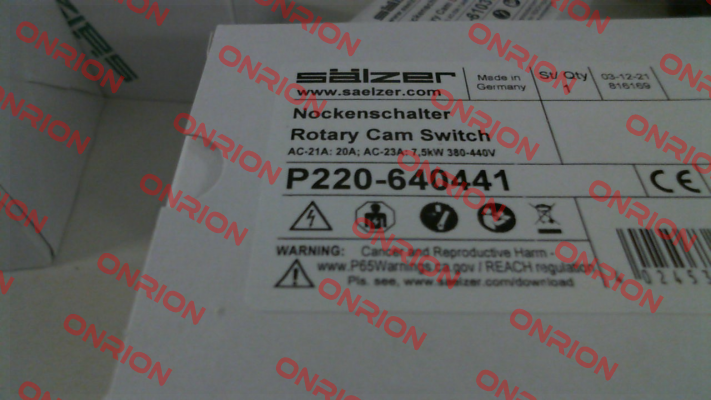 sälzer
www.saelzer.com
Made in
Germany
St/ Qty
1
03-12-21
816169
Nockenschalter
Rotary Cam Switch
AC-21A: 20A; AC-23A: 7,5kW 380-440V
P220-640441
CE
WARNING: Cancer and Reproductive Harm -
www.P65Warnings.ca.gov / REACH regulation
Pls. see, www.saelzer.com/download
02453
ONRION